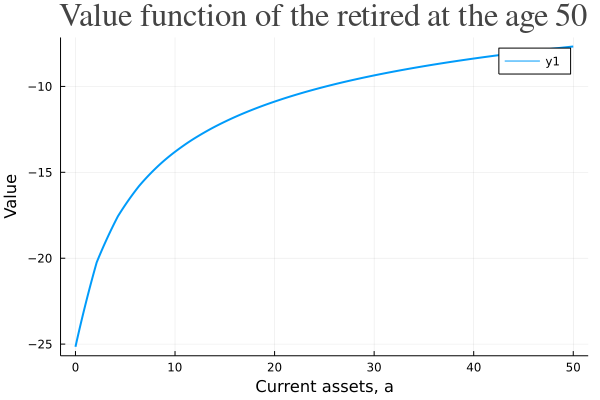 Value function of the retired at the age 50
y1
−10
−15
−20
−25
Value
0 10 20 30 40 50
Current assets, a